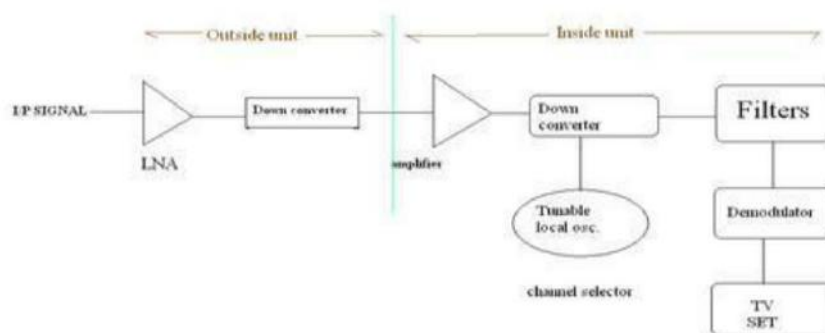 Outside unit
Inside unit
I/P SIGNAL
LNA
Down converter
amplifier
Down
converter
Filters
Tunable
local osc.
channel selector
Demodulator
TV
SET